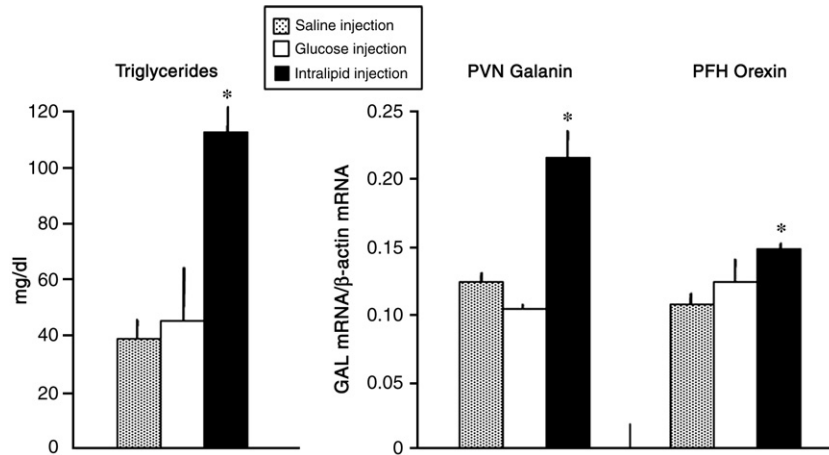 Saline injection
Glucose injection
Intralipid injection
Triglycerides
PVN Galanin
PFH Orexin
120
100
80
60
40
20
0
mg/dl
*
0.25
0.20
0.15
0.10
0.05
0
GAL mRNA/β-actin mRNA
*
*